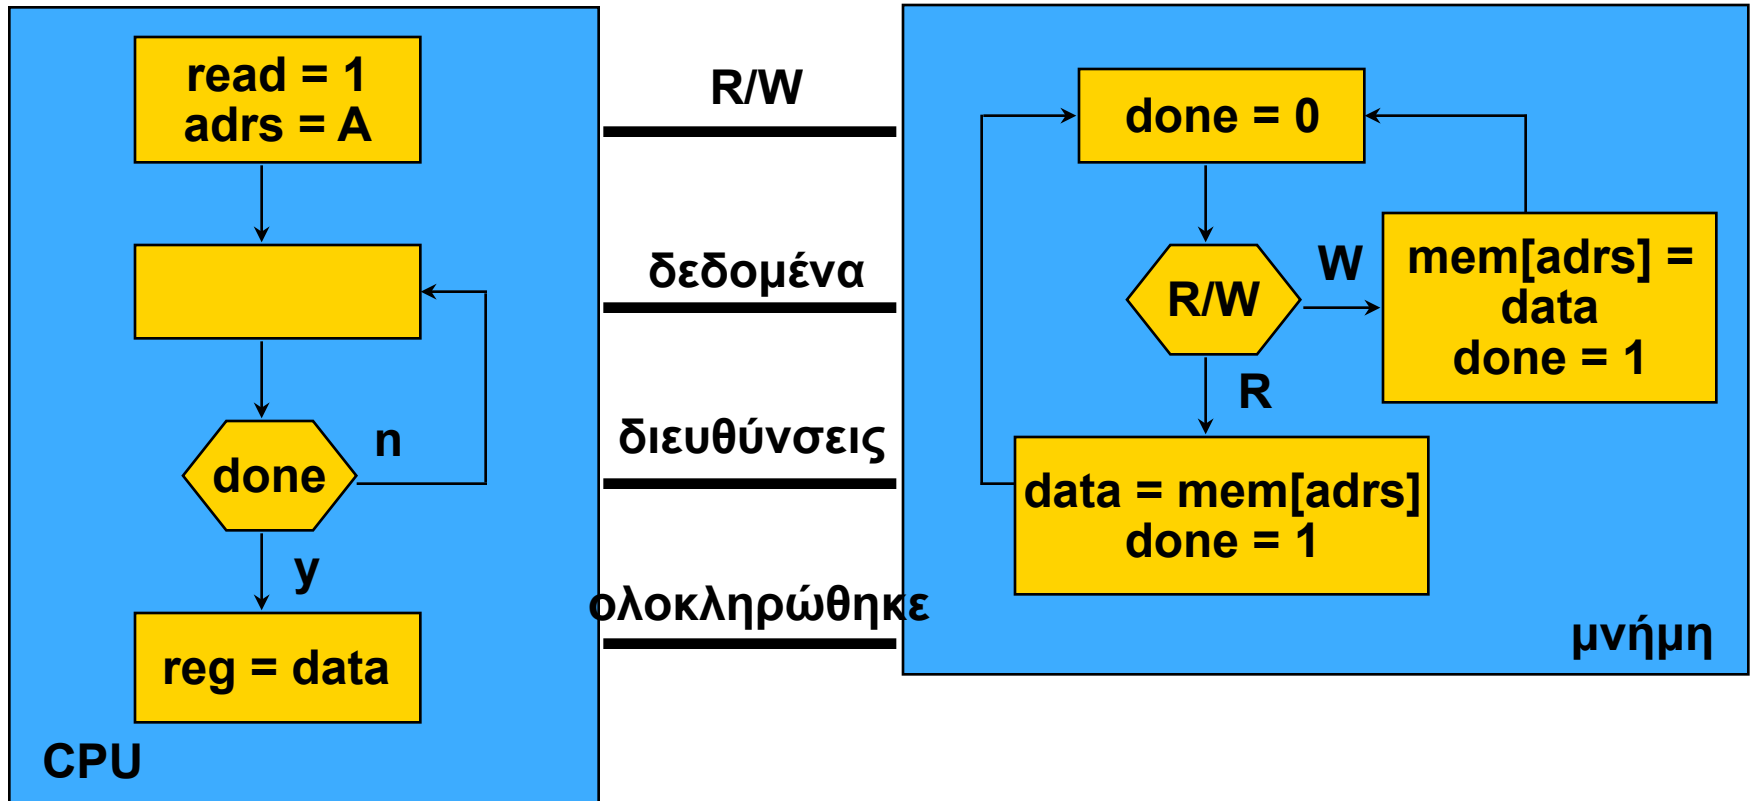 read = 1
adrs = A
done
n
y
reg = data
CPU
R/W
δεδομένα
διευθύνσεις
ολοκληρώθηκε
done = 0
R/W
W
R
mem[adrs] =
data
done = 1
data = mem[adrs]
done = 1
μνήμη